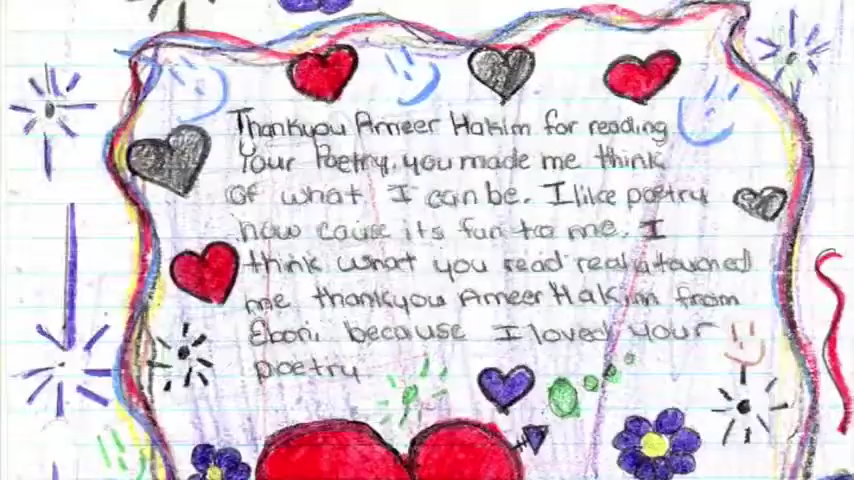 Thankyou Ameer Hakim for reading
Your Poetry, you made me think
of what I can be. I like poetry
now cause its fun to me. I
think what you read really touched
me thankyou Ameer Hakim from
Eboni, because I loved your
poetry